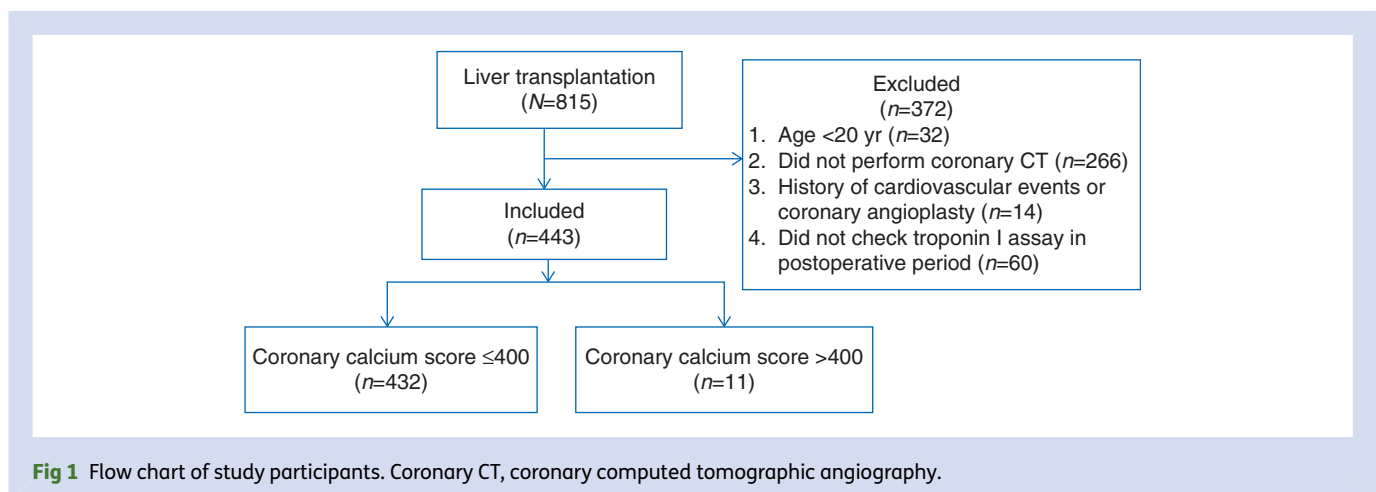 Liver transplantation
(N=815)
Excluded
(n=372)
1. Age <20 yr (n=32)
2. Did not perform coronary CT (n=266)
3. History of cardiovascular events or
coronary angioplasty (n=14)
4. Did not check troponin I assay in
postoperative period (n=60)
Included
(n=443)
Coronary calcium score ≤400
(n=432)
Coronary calcium score >400
(n=11)
Fig 1 Flow chart of study participants. Coronary CT, coronary computed tomographic angiography.